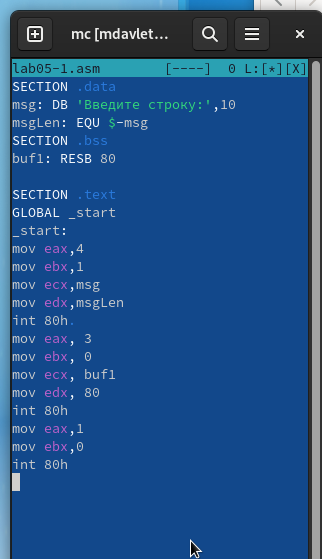 mc [mdavlet...
lab05-1.asm [----] 0 L:[*][X]
SECTION .data
msg: DB 'Введите строку:',10
msgLen: EQU $-msg
SECTION .bss
buf1: RESB 80
SECTION .text
GLOBAL _start
_start:
mov eax,4
mov ebx,1
mov ecx,msg
mov edx,msgLen
int 80h.
mov eax, 3
mov ebx, 0
mov ecx, buf1
mov edx, 80
int 80h
mov eax,1
mov ebx,0
int 80h